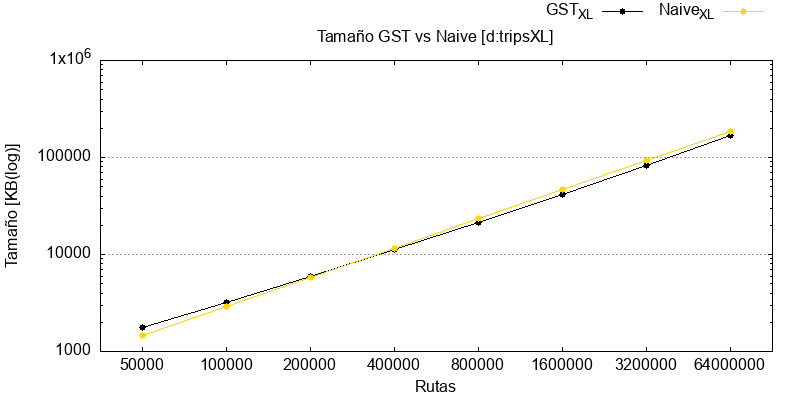 GST_XL Naive_XL
Tamaño GST vs Naive [d:tripsXL]
Tamaño [KB(log)]
1x10^6
100000
10000
1000
50000 100000 200000 400000 800000 1600000 3200000 64000000
Rutas